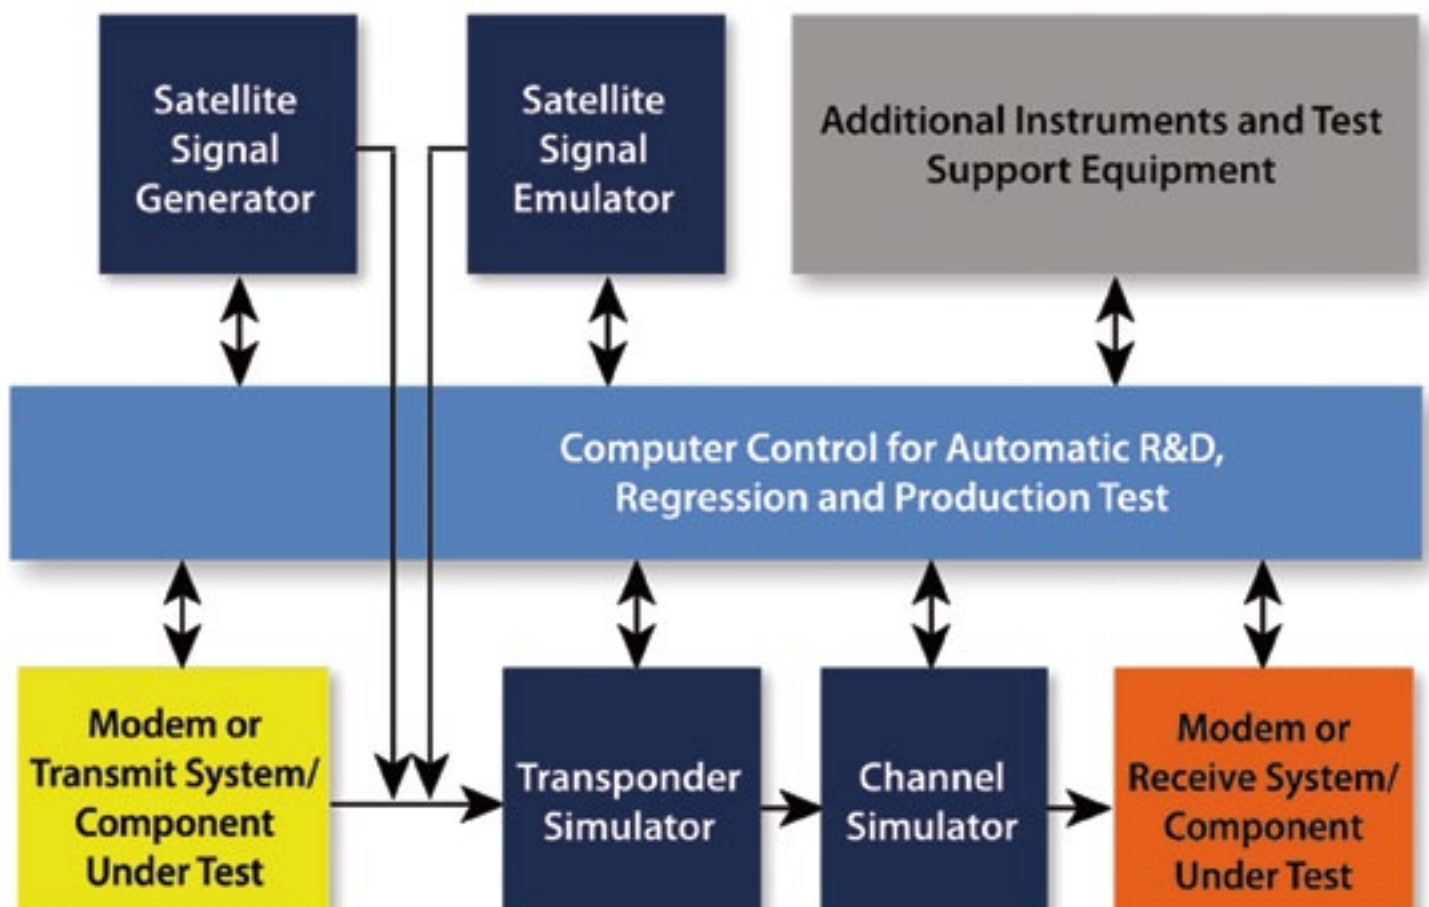 Satellite
Signal
Generator
Satellite
Signal
Emulator
Additional Instruments and Test
Support Equipment
Computer Control for Automatic R&D,
Regression and Production Test
Modem or
Transmit System/
Component
Under Test
Transponder
Simulator
Channel
Simulator
Modem or
Receive System/
Component
Under Test